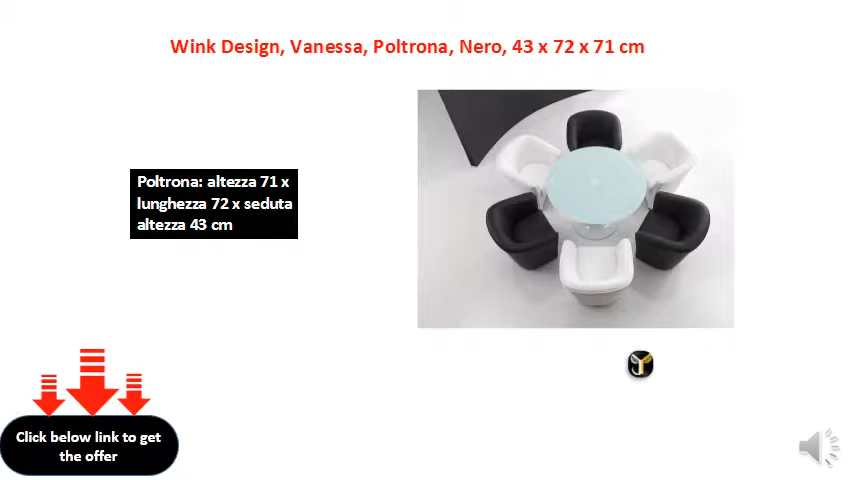 Wink Design, Vanessa, Poltrona, Nero, 43 x 72 x 71 cm
Poltrona: altezza 71 x
lunghezza 72 x seduta
altezza 43 cm
Click below link to get
the offer